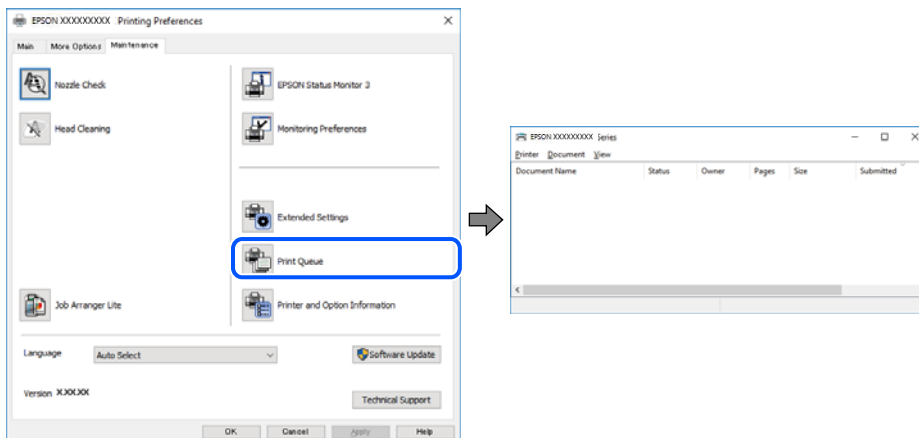 EPSON XXXXXXXXX Printing Preferences
Main More Options Maintenance
Nozzle Check
EPSON Status Monitor 3
Head Cleaning
Monitoring Preferences
Extended Settings
Print Queue
Job Arranger Lite
Printer and Option Information
Language Auto Select Software Update
Version X.XX.XX
Technical Support
OK Cancel Apply Help
EPSON XXXXXXXXX Series
Printer Document View
Document Name Status Owner Pages Size Submitted